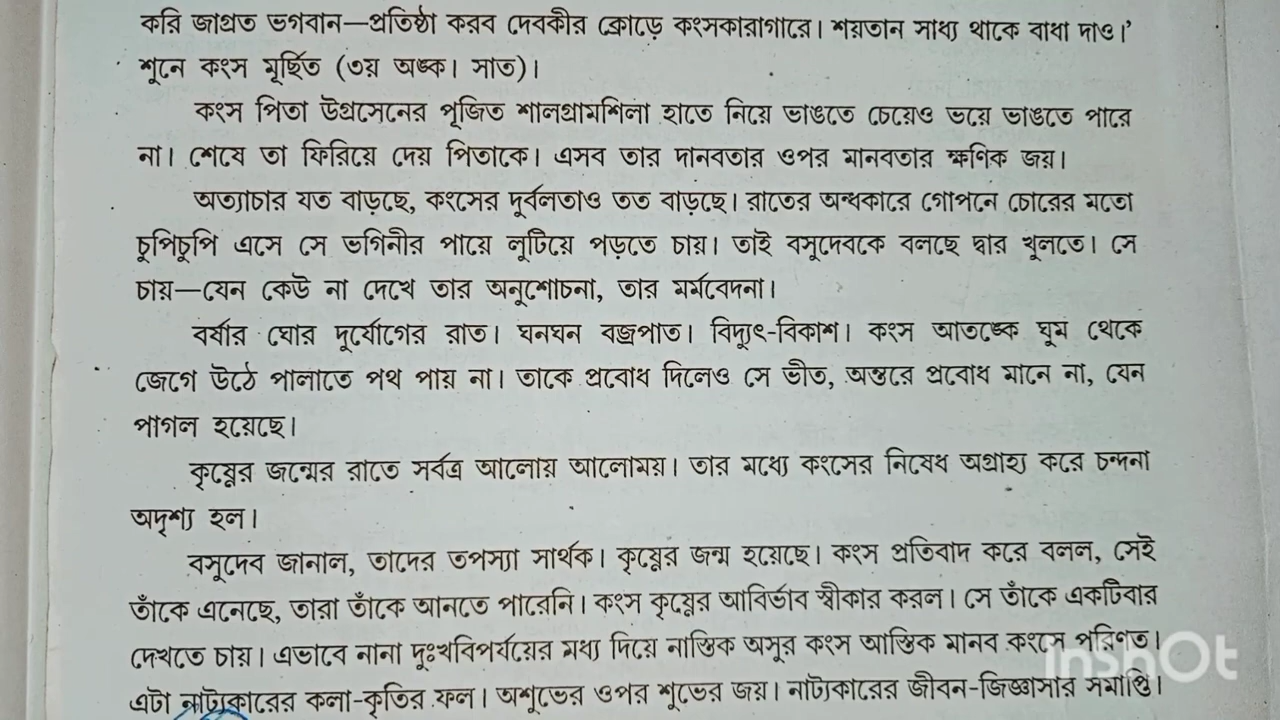 করি জাগ্রত ভগবান—প্রতিষ্ঠা করব দেবকীর ক্রোড়ে কংসকারাগারে। শয়তান সাধ্য থাকে বাধা দাও।'
শুনে কংস মূর্ছিত (৩য় অঙ্ক। সাত)।
কংস পিতা উগ্রসেনের পূজিত শালগ্রামশিলা হাতে নিয়ে ভাঙতে চেয়েও ভয়ে ভাঙতে পারে
না। শেষে তা ফিরিয়ে দেয় পিতাকে। এসব তার দানবতার ওপর মানবতার ক্ষণিক জয়।
অত্যাচার যত বাড়ছে, কংসের দুর্বলতাও তত বাড়ছে। রাতের অন্ধকারে গোপনে চোরের মতো
চুপিচুপি এসে সে ভগিনীর পায়ে লুটিয়ে পড়তে চায়। তাই বসুদেবকে বলছে দ্বার খুলতে। সে
চায়—যেন কেউ না দেখে তার অনুশোচনা, তার মর্মবেদনা।
বর্ষার ঘোর দুর্যোগের রাত। ঘনঘন বজ্রপাত। বিদ্যুৎ-বিকাশ। কংস আতঙ্কে ঘুম থেকে
জেগে উঠে পালাতে পথ পায় না। তাকে প্রবোধ দিলেও সে ভীত, অন্তরে প্রবোধ মানে না, যেন
পাগল হয়েছে।
কৃষ্ণের জন্মের রাতে সর্বত্র আলোয় আলোময়। তার মধ্যে কংসের নিষেধ অগ্রাহ্য করে চন্দনা
অদৃশ্য হল।
বসুদেব জানাল, তাদের তপস্যা সার্থক। কৃষ্ণের জন্ম হয়েছে। কংস প্রতিবাদ করে বলল, সেই
তাঁকে এনেছে, তারা তাঁকে আনতে পারেনি। কংস কৃষ্ণের আবির্ভাব স্বীকার করল। সে তাঁকে একটিবার
দেখতে চায়। এভাবে নানা দুঃখবিপর্যয়ের মধ্য দিয়ে নাস্তিক অসুর কংস আস্তিক মানব কংসে পরিণত।
এটা নাট্যকারের কলা-কৃতির ফল। অশুভের ওপর শুভের জয়। নাট্যকারের জীবন-জিজ্ঞাসার সমাপ্তি।
InShOt